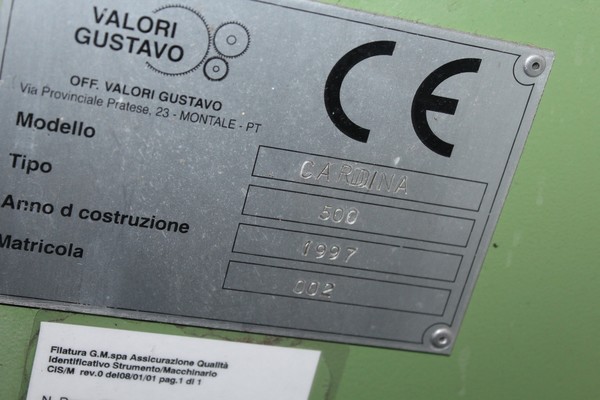 VALORI
GUSTAVO
OFF. VALORI GUSTAVO
Via Provinciale Pratese, 23 - MONTALE - PT
CE
Modello CARDINA
Tipo 500
Anno d costruzione 1997
Matricola 002
Filatura G.M.spa Assicurazione Qualità
Identificativo Strumento/Macchinario
CIS/M rev.0 del08/01/01 pag.1 di 1